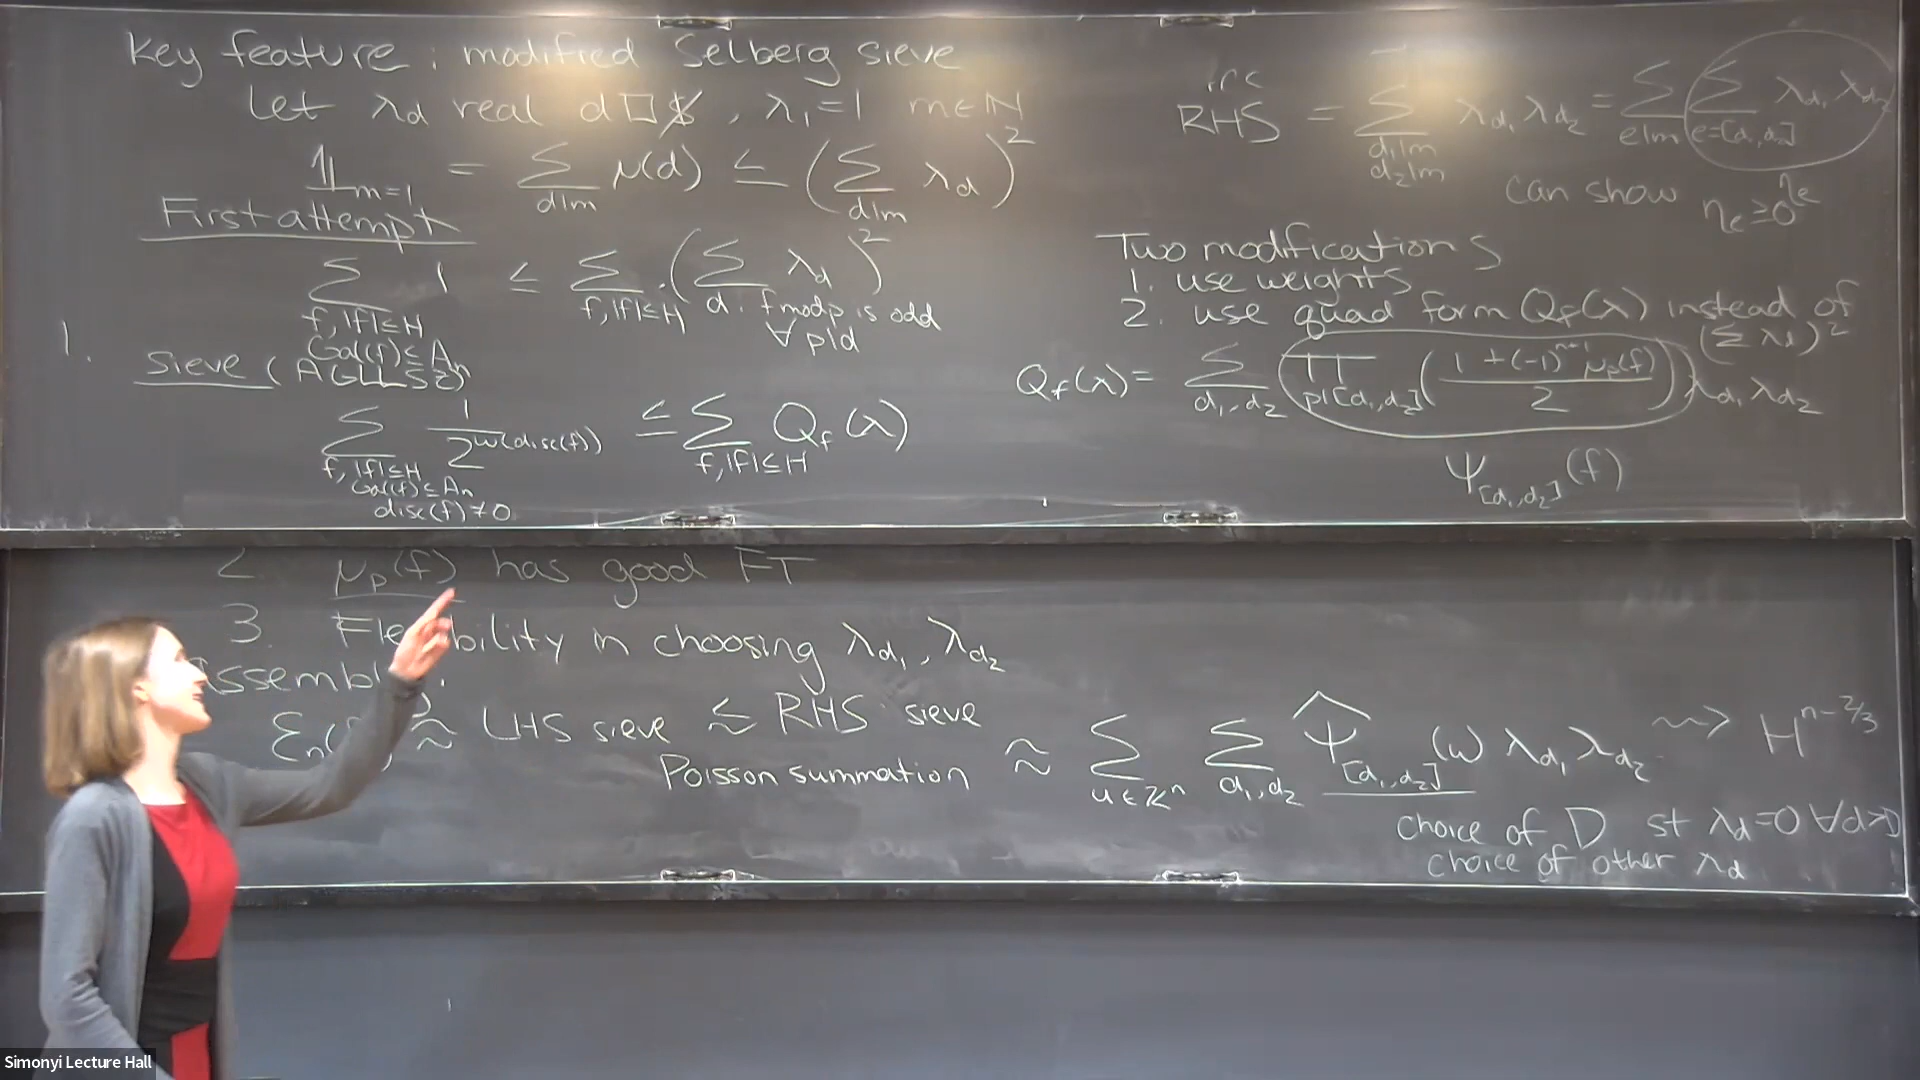 Key feature : modified Selberg sieve
Let λ_d real d□$, λ_1=1 m∈ℕ
𝟙_{m=1} = Σ_{d|m} μ(d) ≤ (Σ_{d|m} λ_d)^2
First attempt
Σ_{f,|f|≤H Gal(f)≤A_n} 1 ≤ Σ_{f,|f|≤H} (Σ_{d : f mod p is odd ∀ p|d} λ_d)^2
1. Sieve (AGLLSZ)
Σ_{f,|f|≤H Gal(f)≤A_n disc(f)≠0} 1/2^{ω(disc(f))} ≤ Σ_{f,|f|≤H} Q_f(λ)
RHS = Σ_{d_1|m d_2|m} λ_{d_1} λ_{d_2} = Σ_{e|m} Σ_{e=[d_1,d_2]} λ_{d_1} λ_{d_2}
η_e
can show η_e≥0
Two modifications
1. use weights
2. use quad form Q_f(λ) instead of (Σ λ_d)^2
Q_f(λ)= Σ_{d_1,d_2} (Π_{p|[d_1,d_2]} (1+(-1)^{n-1} μ_p(f) / 2)) λ_{d_1} λ_{d_2}
ψ_{[d_1,d_2]}(f)
2. μ_p(f) has good FT
3. Flexibility in choosing λ_{d_1}, λ_{d_2}
≈ LHS sieve ≲ RHS sieve
Poisson summation ≈ Σ_{u∈ℤ^n} Σ_{d_1,d_2} ψ̂_{[d_1,d_2]}(u) λ_{d_1} λ_{d_2} ⇝ H^{n-2/3}
choice of D st λ_d=0 ∀d>D
choice of other λ_d
Simonyi Lecture Hall